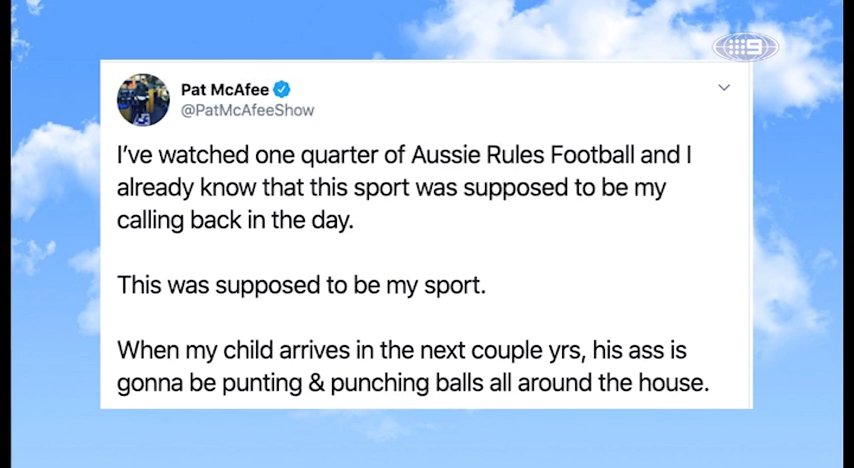 Pat McAfee
@PatMcAfeeShow
I've watched one quarter of Aussie Rules Football and I
already know that this sport was supposed to be my
calling back in the day.
This was supposed to be my sport.
When my child arrives in the next couple yrs, his ass is
gonna be punting & punching balls all around the house.
9